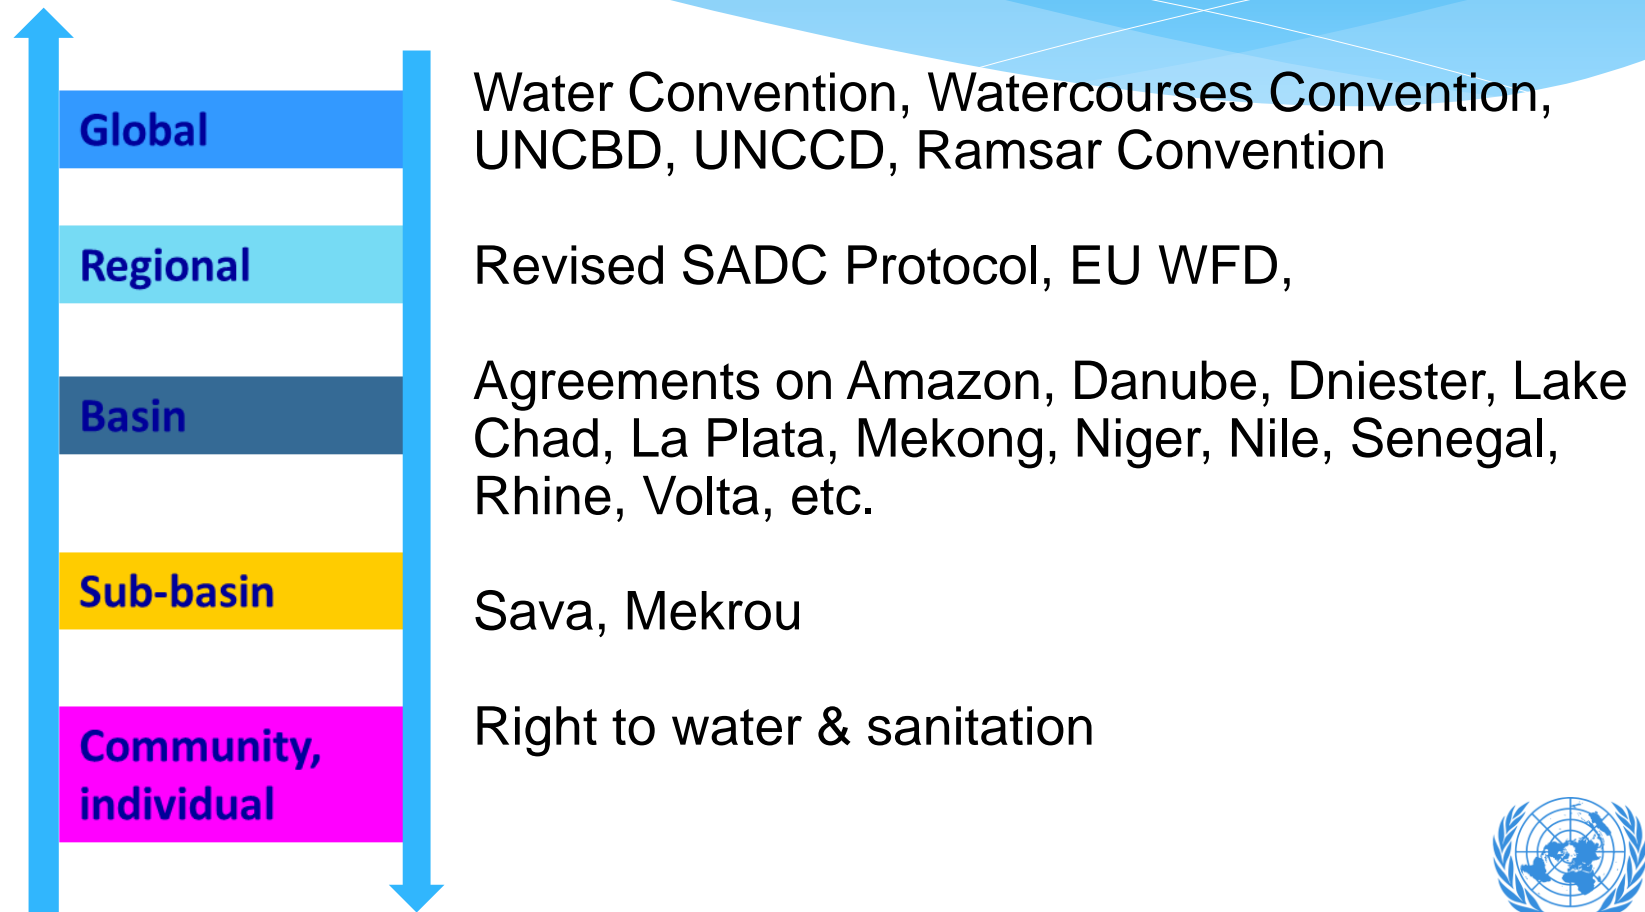 Global
Water Convention, Watercourses Convention,
UNCBD, UNCCD, Ramsar Convention
Regional
Revised SADC Protocol, EU WFD,
Basin
Agreements on Amazon, Danube, Dniester, Lake
Chad, La Plata, Mekong, Niger, Nile, Senegal,
Rhine, Volta, etc.
Sub-basin
Sava, Mekrou
Community,
individual
Right to water & sanitation